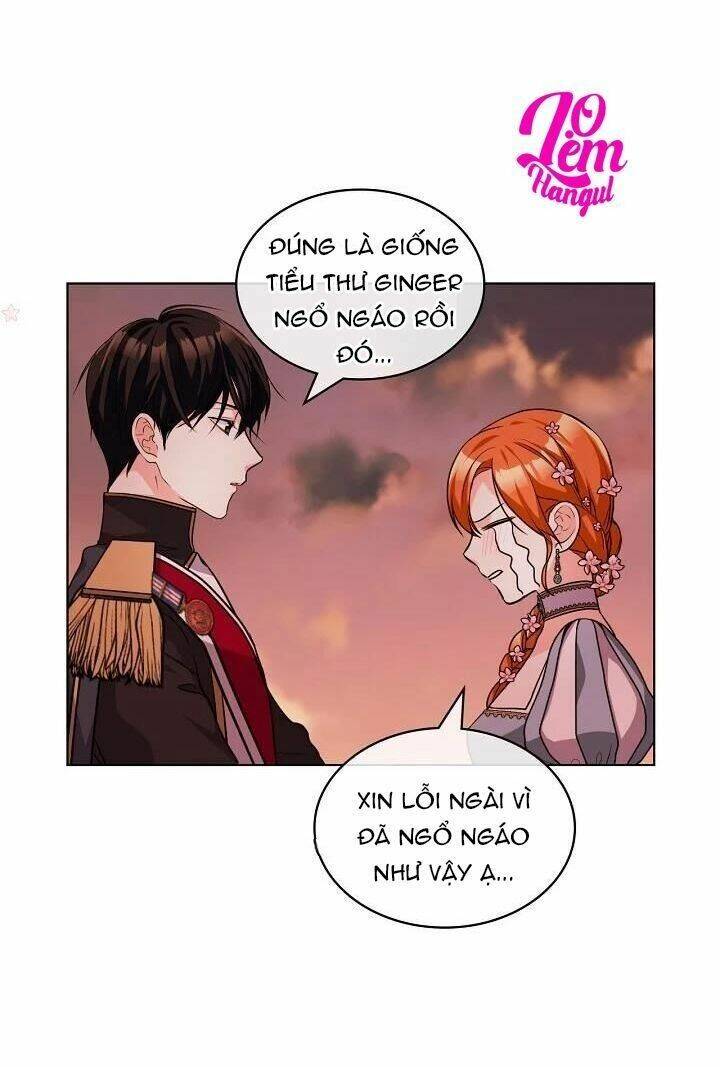 Lọ
Lem
Hangul
ĐÚNG LÀ GIỐNG
TIỂU THƯ GINGER
NGỔ NGÁO RỒI
ĐÓ...
XIN LỖI NGÀI VÌ
ĐÃ NGỔ NGÁO
NHƯ VẬY Ạ...